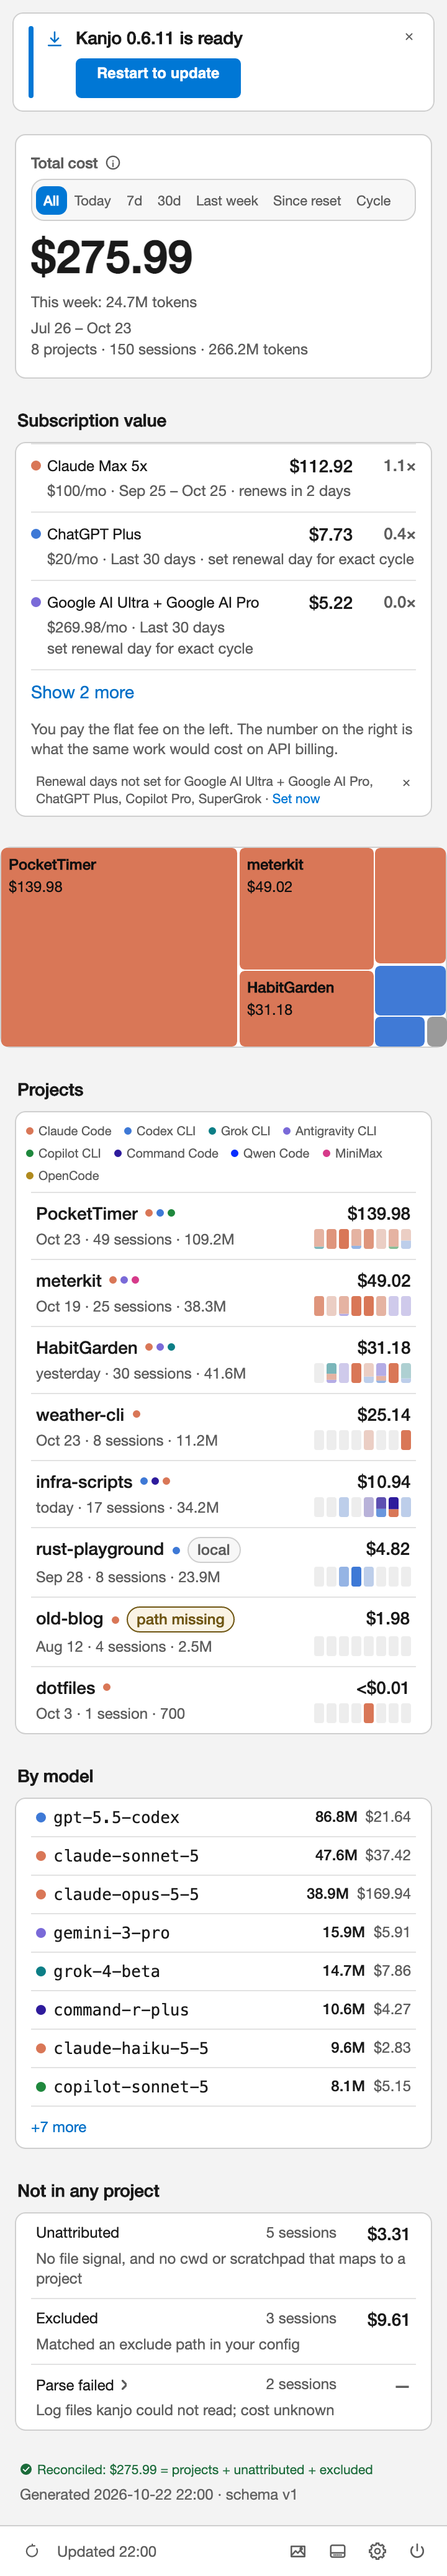 Kanjo 0.6.11 is ready
×
Restart to update
Total cost
All Today 7d 30d Last week Since reset Cycle
$275.99
This week: 24.7M tokens
Jul 26 – Oct 23
8 projects · 150 sessions · 266.2M tokens
Subscription value
Claude Max 5x $112.92 1.1×
$100/mo · Sep 25 – Oct 25 · renews in 2 days
ChatGPT Plus $7.73 0.4×
$20/mo · Last 30 days · set renewal day for exact cycle
Google AI Ultra + Google AI Pro $5.22 0.0×
$269.98/mo · Last 30 days
set renewal day for exact cycle
Show 2 more
You pay the flat fee on the left. The number on the right is
what the same work would cost on API billing.
Renewal days not set for Google AI Ultra + Google AI Pro, ×
ChatGPT Plus, Copilot Pro, SuperGrok · Set now
PocketTimer
$139.98
meterkit
$49.02
HabitGarden
$31.18
Projects
Claude Code Codex CLI Grok CLI Antigravity CLI
Copilot CLI Command Code Qwen Code MiniMax
OpenCode
PocketTimer $139.98
Oct 23 · 49 sessions · 109.2M
meterkit $49.02
Oct 19 · 25 sessions · 38.3M
HabitGarden $31.18
yesterday · 30 sessions · 41.6M
weather-cli $25.14
Oct 23 · 8 sessions · 11.2M
infra-scripts $10.94
today · 17 sessions · 34.2M
rust-playground local $4.82
Sep 28 · 8 sessions · 23.9M
old-blog path missing $1.98
Aug 12 · 4 sessions · 2.5M
dotfiles <$0.01
Oct 3 · 1 session · 700
By model
gpt-5.5-codex 86.8M $21.64
claude-sonnet-5 47.6M $37.42
claude-opus-5-5 38.9M $169.94
gemini-3-pro 15.9M $5.91
grok-4-beta 14.7M $7.86
command-r-plus 10.6M $4.27
claude-haiku-5-5 9.6M $2.83
copilot-sonnet-5 8.1M $5.15
+7 more
Not in any project
Unattributed 5 sessions $3.31
No file signal, and no cwd or scratchpad that maps to a
project
Excluded 3 sessions $9.61
Matched an exclude path in your config
Parse failed 2 sessions —
Log files kanjo could not read; cost unknown
Reconciled: $275.99 = projects + unattributed + excluded
Generated 2026-10-22 22:00 · schema v1
Updated 22:00